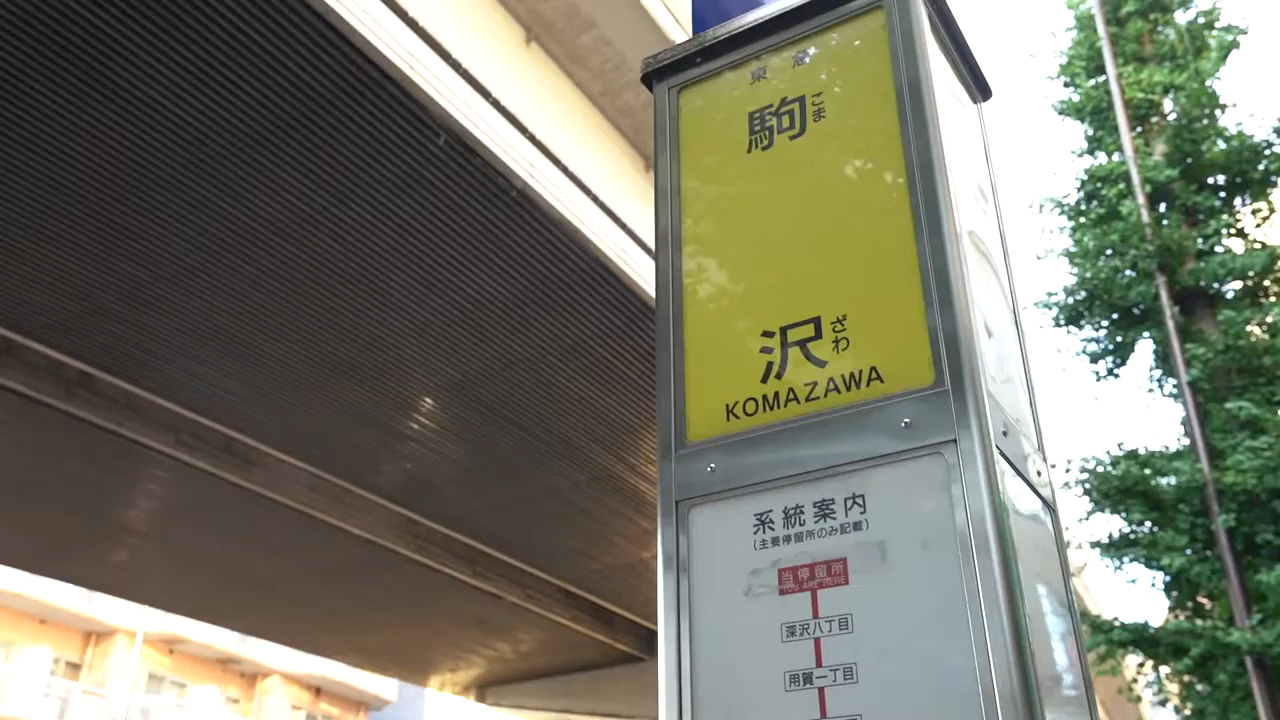 東急
駒
こま
沢
ざわ
KOMAZAWA
系統案内
(主要停留所のみ記載)
当停留所
YOU ARE HERE
深沢八丁目
用賀一丁目